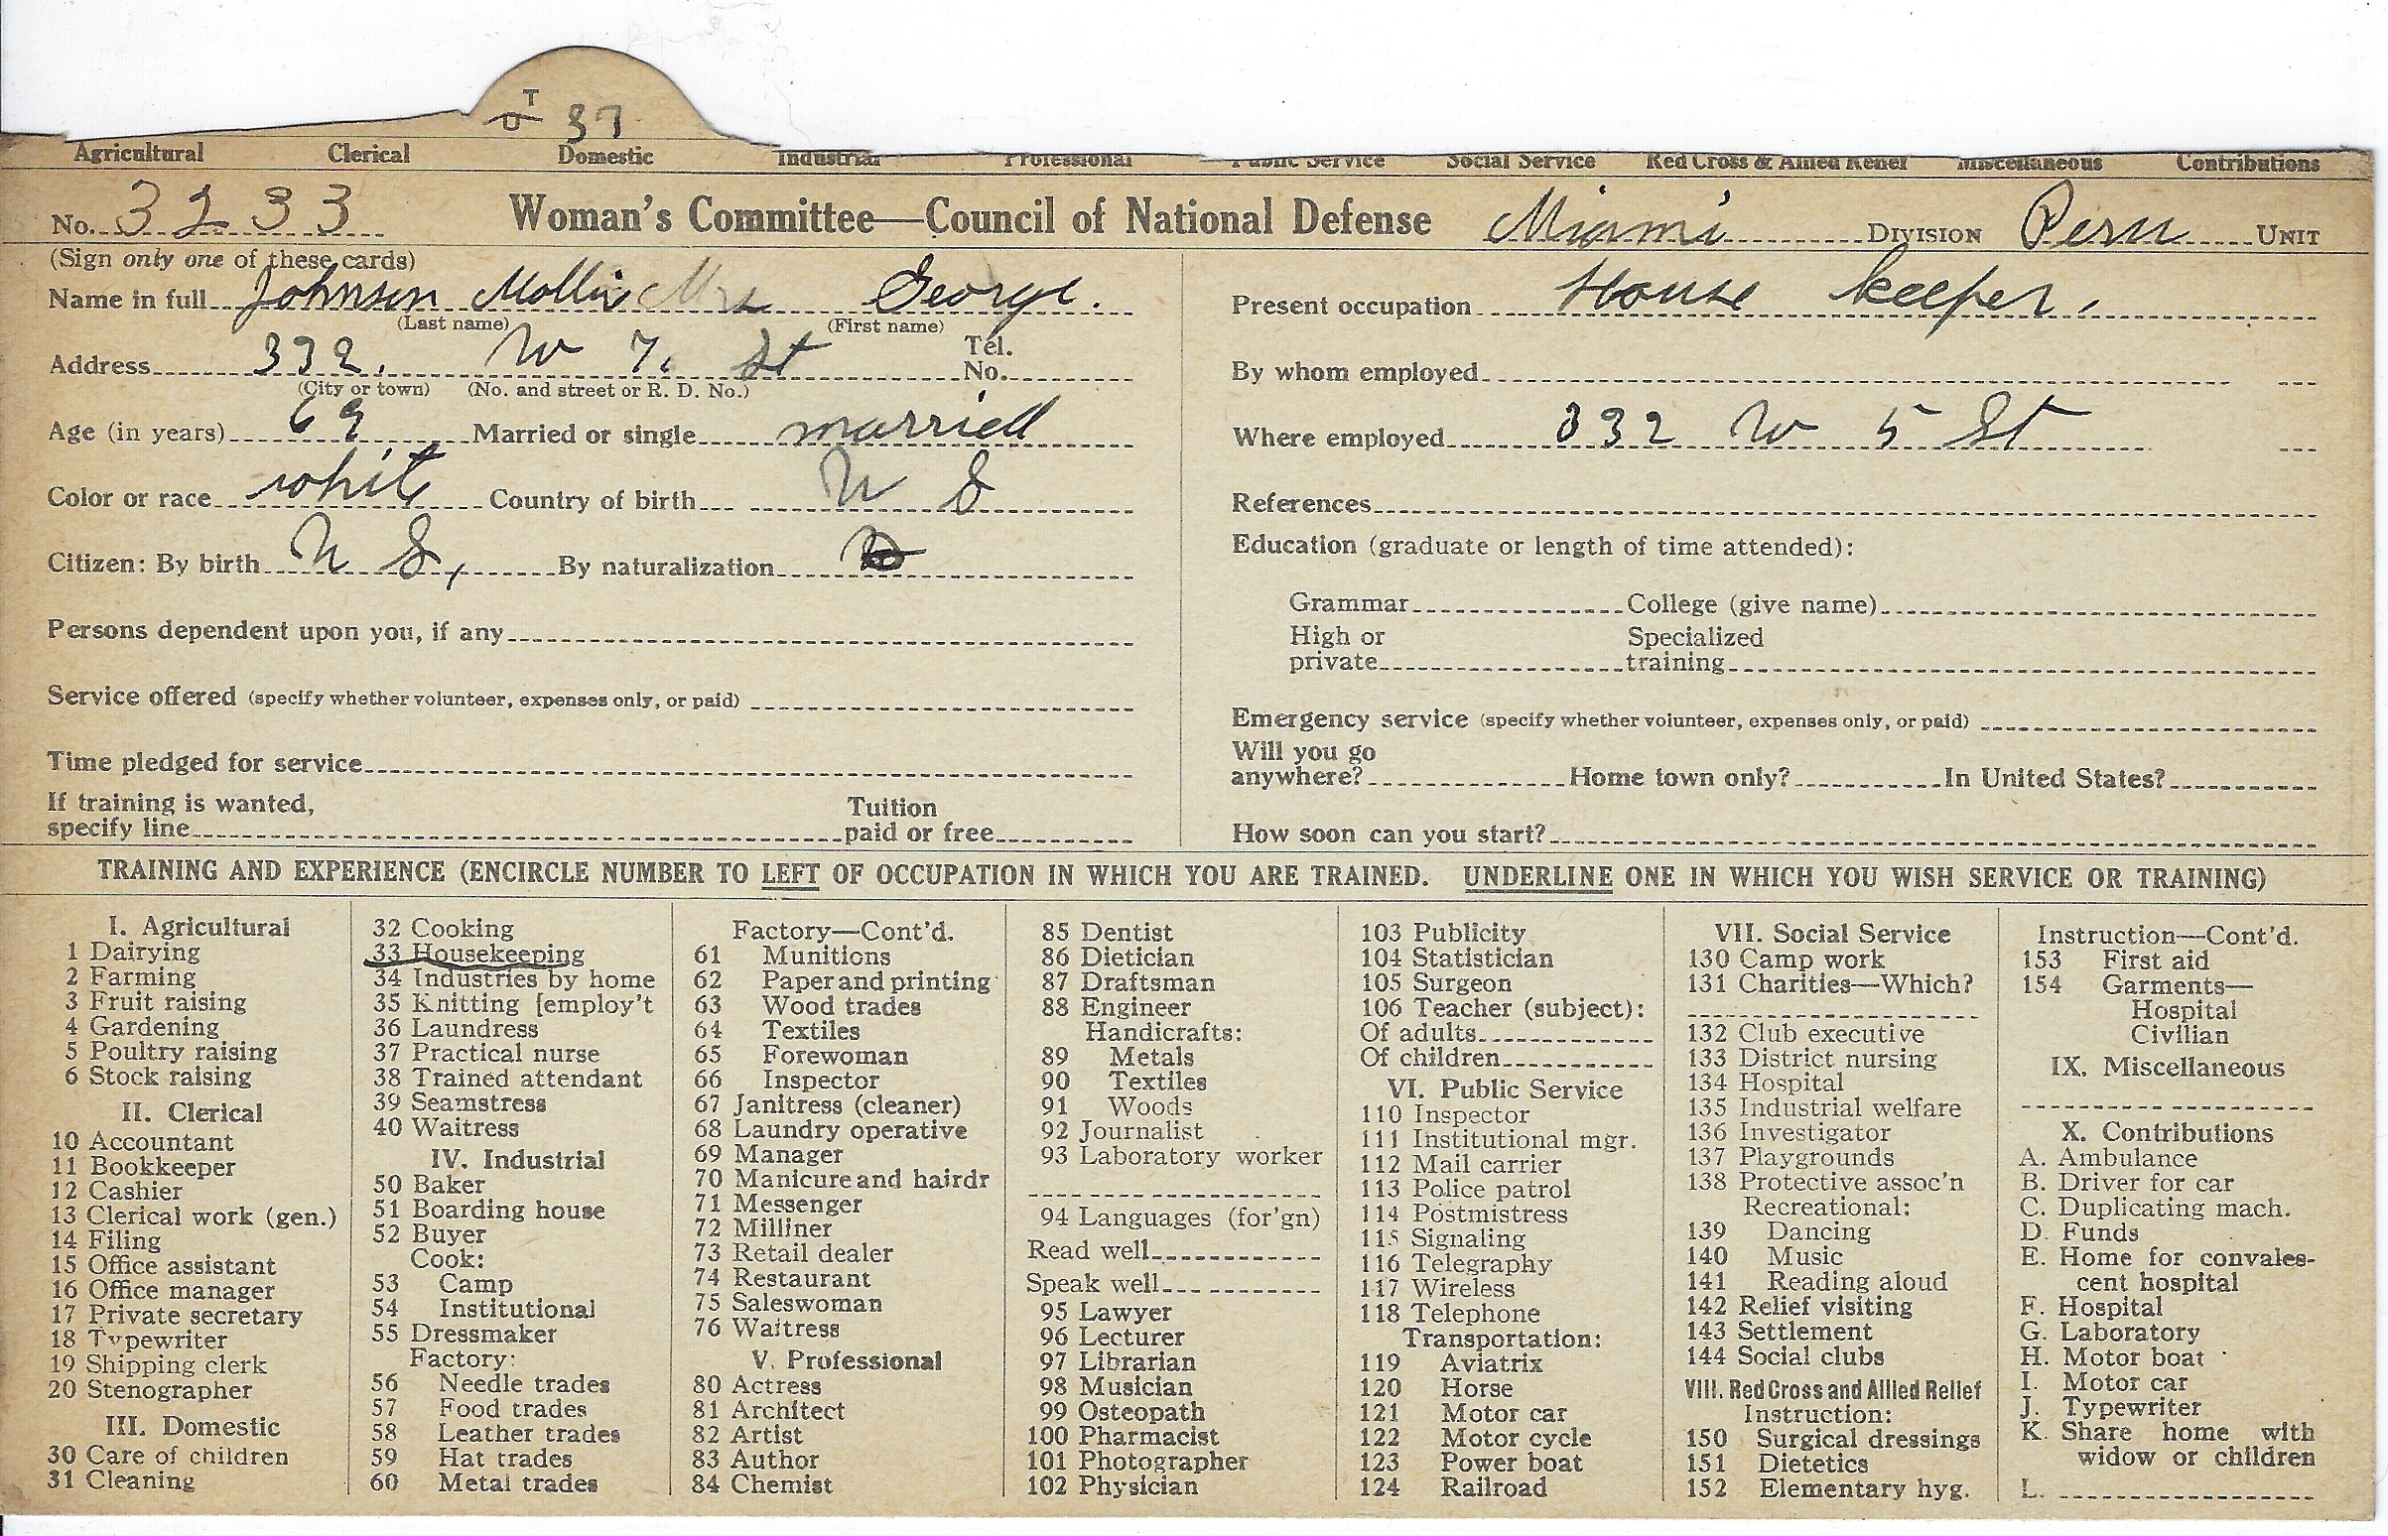 T
U 37
Agricultural Clerical Domestic Industrial Professional Public Service Social Service Red Cross & Allied Relief Miscellaneous Contributions
No. 3233 Woman's Committee—Council of National Defense Miami DIVISION Peru UNIT
(Sign only one of these cards)
Name in full Johnson Mollie Mrs George.
(Last name) (First name)
Address 332. W 7. St Tel. No.
(City or town) (No. and street or R. D. No.)
Age (in years) 69 Married or single married
Color or race white Country of birth U S
Citizen: By birth U S, By naturalization
Persons dependent upon you, if any
Service offered (specify whether volunteer, expenses only, or paid)
Time pledged for service
If training is wanted, specify line Tuition paid or free
Present occupation House keeper,
By whom employed
Where employed 332 W 5 St
References
Education (graduate or length of time attended):
Grammar College (give name)
High or private Specialized training
Emergency service (specify whether volunteer, expenses only, or paid)
Will you go anywhere? Home town only? In United States?
How soon can you start?
TRAINING AND EXPERIENCE (ENCIRCLE NUMBER TO LEFT OF OCCUPATION IN WHICH YOU ARE TRAINED. UNDERLINE ONE IN WHICH YOU WISH SERVICE OR TRAINING)
I. Agricultural
1 Dairying
2 Farming
3 Fruit raising
4 Gardening
5 Poultry raising
6 Stock raising
II. Clerical
10 Accountant
11 Bookkeeper
12 Cashier
13 Clerical work (gen.)
14 Filing
15 Office assistant
16 Office manager
17 Private secretary
18 Typewriter
19 Shipping clerk
20 Stenographer
III. Domestic
30 Care of children
31 Cleaning
32 Cooking
33 Housekeeping
34 Industries by home
35 Knitting [employ't
36 Laundress
37 Practical nurse
38 Trained attendant
39 Seamstress
40 Waitress
IV. Industrial
50 Baker
51 Boarding house
52 Buyer
Cook:
53 Camp
54 Institutional
55 Dressmaker
Factory:
56 Needle trades
57 Food trades
58 Leather trades
59 Hat trades
60 Metal trades
Factory—Cont'd.
61 Munitions
62 Paper and printing
63 Wood trades
64 Textiles
65 Forewoman
66 Inspector
67 Janitress (cleaner)
68 Laundry operative
69 Manager
70 Manicure and hairdr
71 Messenger
72 Milliner
73 Retail dealer
74 Restaurant
75 Saleswoman
76 Waitress
V. Professional
80 Actress
81 Architect
82 Artist
83 Author
84 Chemist
85 Dentist
86 Dietician
87 Draftsman
88 Engineer
Handicrafts:
89 Metals
90 Textiles
91 Woods
92 Journalist
93 Laboratory worker
94 Languages (for'gn)
Read well
Speak well
95 Lawyer
96 Lecturer
97 Librarian
98 Musician
99 Osteopath
100 Pharmacist
101 Photographer
102 Physician
103 Publicity
104 Statistician
105 Surgeon
106 Teacher (subject):
Of adults
Of children
VI. Public Service
110 Inspector
111 Institutional mgr.
112 Mail carrier
113 Police patrol
114 Postmistress
115 Signaling
116 Telegraphy
117 Wireless
118 Telephone
Transportation:
119 Aviatrix
120 Horse
121 Motor car
122 Motor cycle
123 Power boat
124 Railroad
VII. Social Service
130 Camp work
131 Charities—Which?
132 Club executive
133 District nursing
134 Hospital
135 Industrial welfare
136 Investigator
137 Playgrounds
138 Protective assoc'n
Recreational:
139 Dancing
140 Music
141 Reading aloud
142 Relief visiting
143 Settlement
144 Social clubs
VIII. Red Cross and Allied Relief
Instruction:
150 Surgical dressings
151 Dietetics
152 Elementary hyg.
Instruction—Cont'd.
153 First aid
154 Garments—
Hospital
Civilian
IX. Miscellaneous
X. Contributions
A. Ambulance
B. Driver for car
C. Duplicating mach.
D. Funds
E. Home for convales-
cent hospital
F. Hospital
G. Laboratory
H. Motor boat
I. Motor car
J. Typewriter
K. Share home with
widow or children
L.